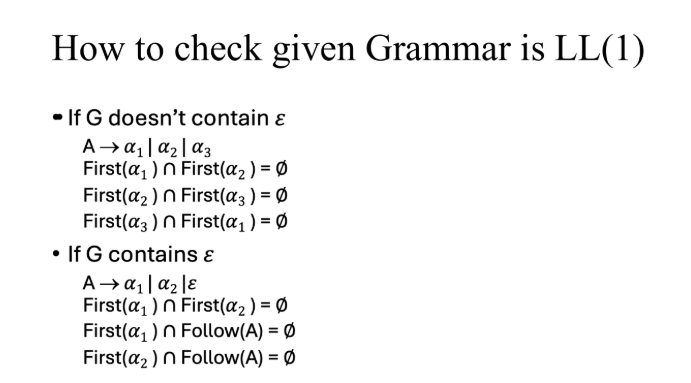 How to check given Grammar is LL(1)
• If G doesn't contain ε
A → α₁ | α₂ | α₃
First(α₁ ) ∩ First(α₂ ) = Ø
First(α₂ ) ∩ First(α₃ ) = Ø
First(α₃ ) ∩ First(α₁ ) = Ø
• If G contains ε
A → α₁ | α₂ |ε
First(α₁ ) ∩ First(α₂ ) = Ø
First(α₁ ) ∩ Follow(A) = Ø
First(α₂ ) ∩ Follow(A) = Ø